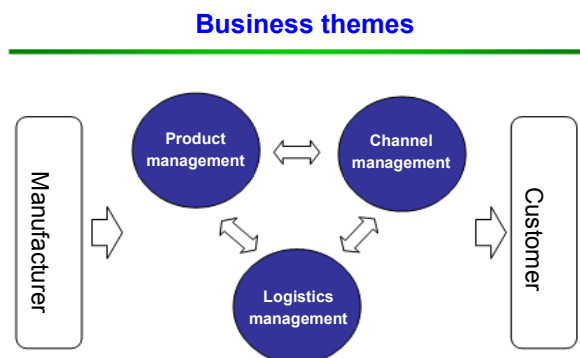 Business themes
Manufacturer
Product
management
Channel
management
Logistics
management
Customer